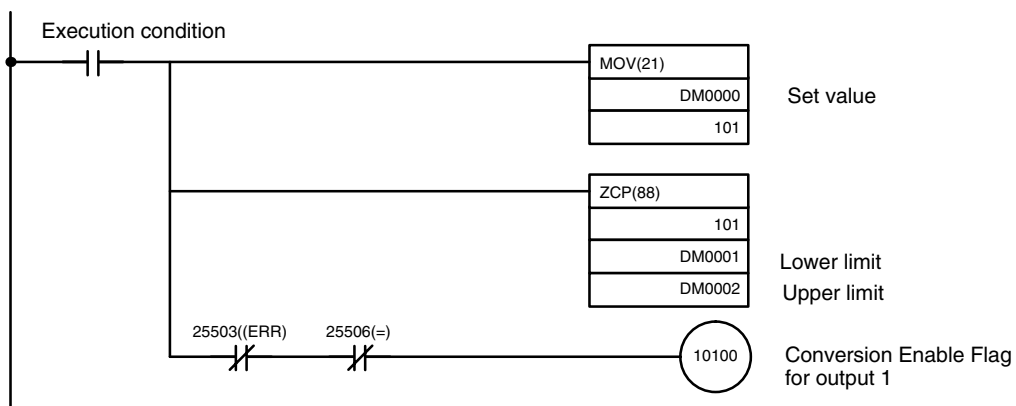 Execution condition
MOV(21)
DM0000
Set value
101
ZCP(88)
101
DM0001
Lower limit
DM0002
Upper limit
25503((ERR)
25506(=)
10100
Conversion Enable Flag
for output 1